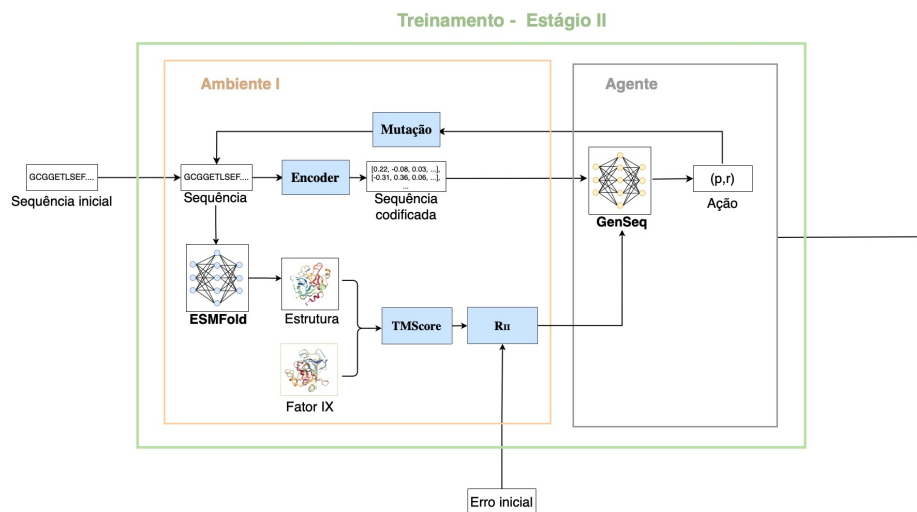 Treinamento - Estágio II
Ambiente I
Agente
Mutação
GCGGETLSEF....
Sequência inicial
GCGGETLSEF....
Sequência
Encoder
[0.22, -0.08, 0.03, ...],
[-0.31, 0.36, 0.06, ...],
...
Sequência
codificada
GenSeq
(p,r)
Ação
ESMFold
Estrutura
TMScore
RII
Fator IX
Erro inicial